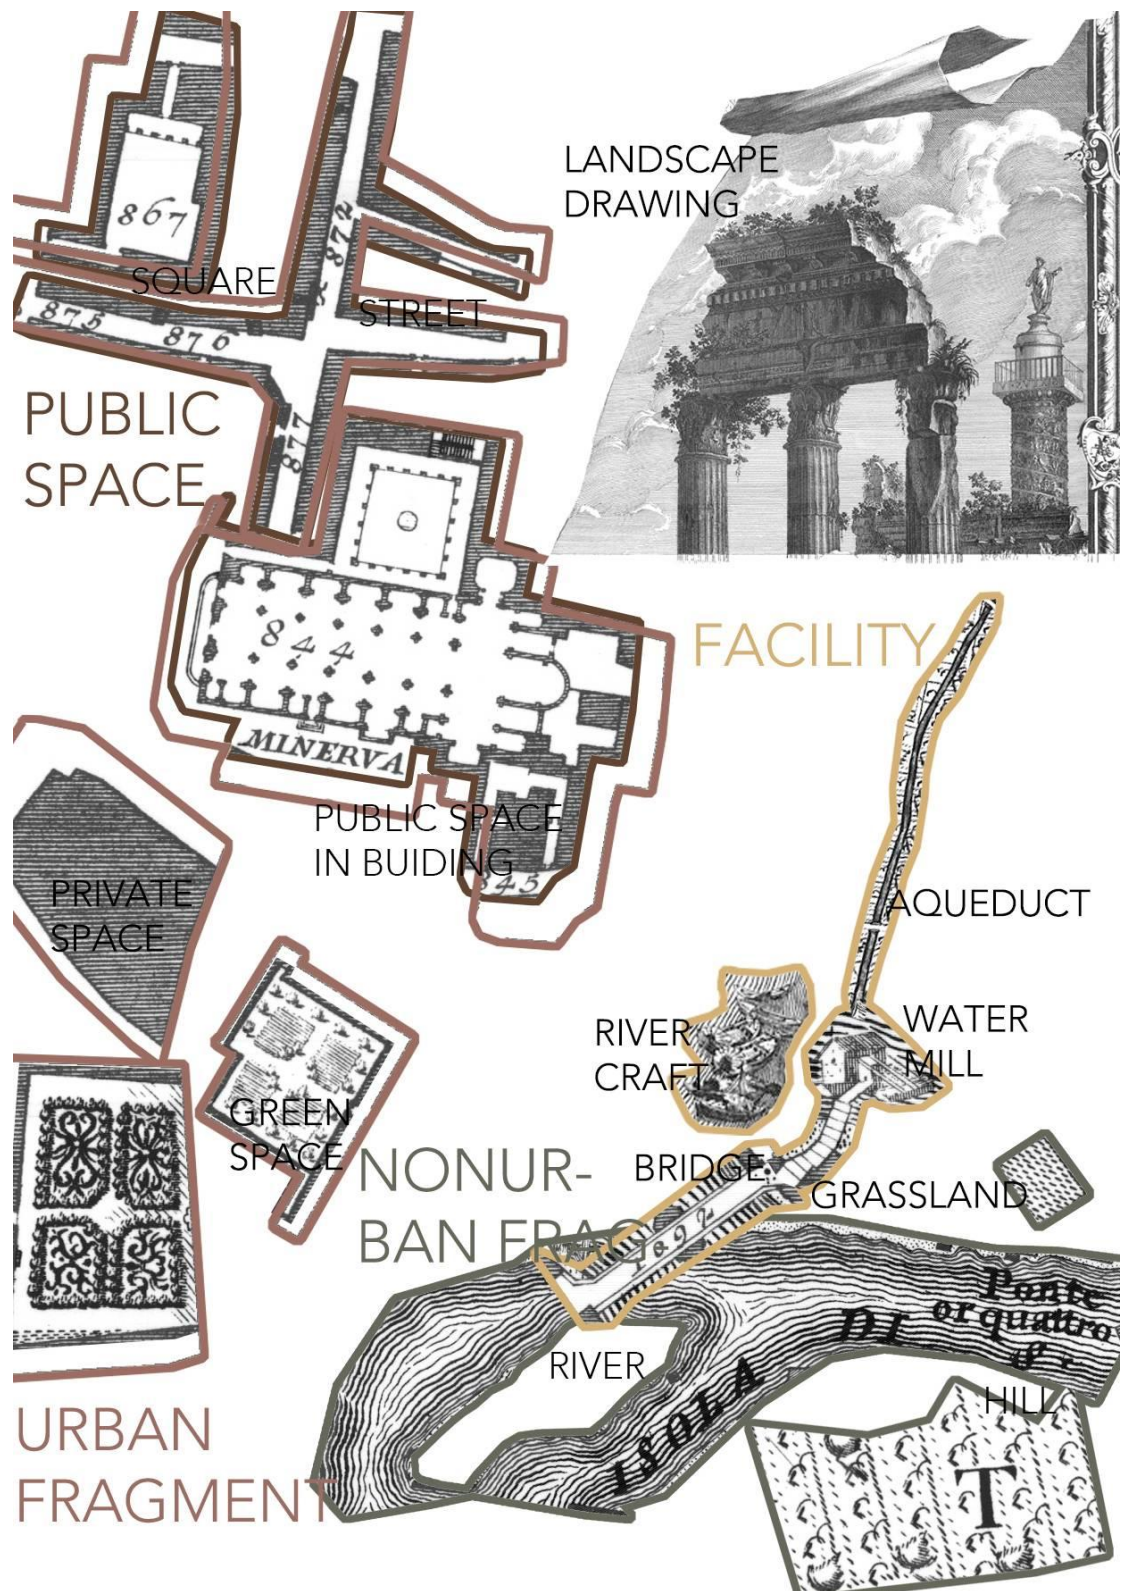 867
SQUARE
872
STREET
875
876
877
LANDSCAPE
DRAWING
PUBLIC
SPACE
844
MINERVA
FACILITY
PUBLIC SPACE
IN BUIDING
845
PRIVATE
SPACE
AQUEDUCT
RIVER
CRAFT
WATER
MILL
GREEN
SPACE
NONUR-
BAN FRAG
BRIDGE
GRASSLAND
Ponte
or quattro
DI
ISOLA
RIVER
HILL
T
URBAN
FRAGMENT